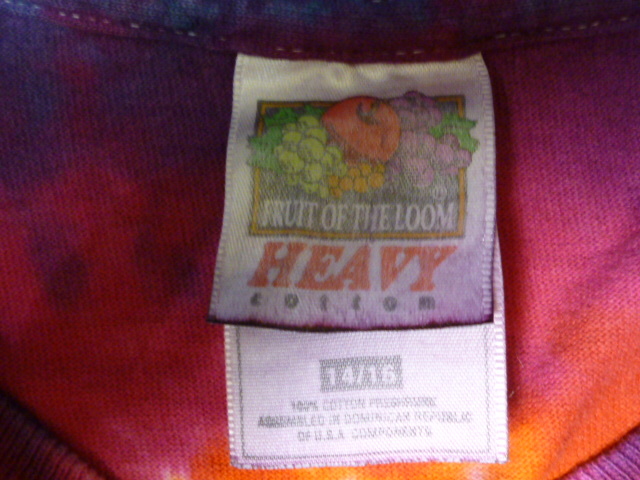 FRUIT OF THE LOOM
®
HEAVY
cotton
14/16
100% COTTON PRESHRUNK
ASSEMBLED IN DOMINICAN REPUBLIC
OF U.S.A. COMPONENTS